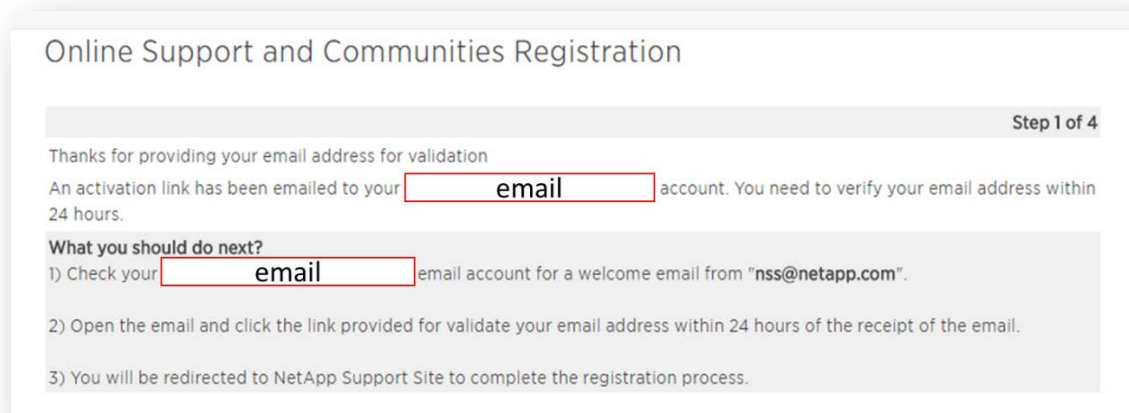 Online Support and Communities Registration
Step 1 of 4
Thanks for providing your email address for validation
An activation link has been emailed to your email account. You need to verify your email address within
24 hours.
What you should do next?
1) Check your email email account for a welcome email from "nss@netapp.com".
2) Open the email and click the link provided for validate your email address within 24 hours of the receipt of the email.
3) You will be redirected to NetApp Support Site to complete the registration process.